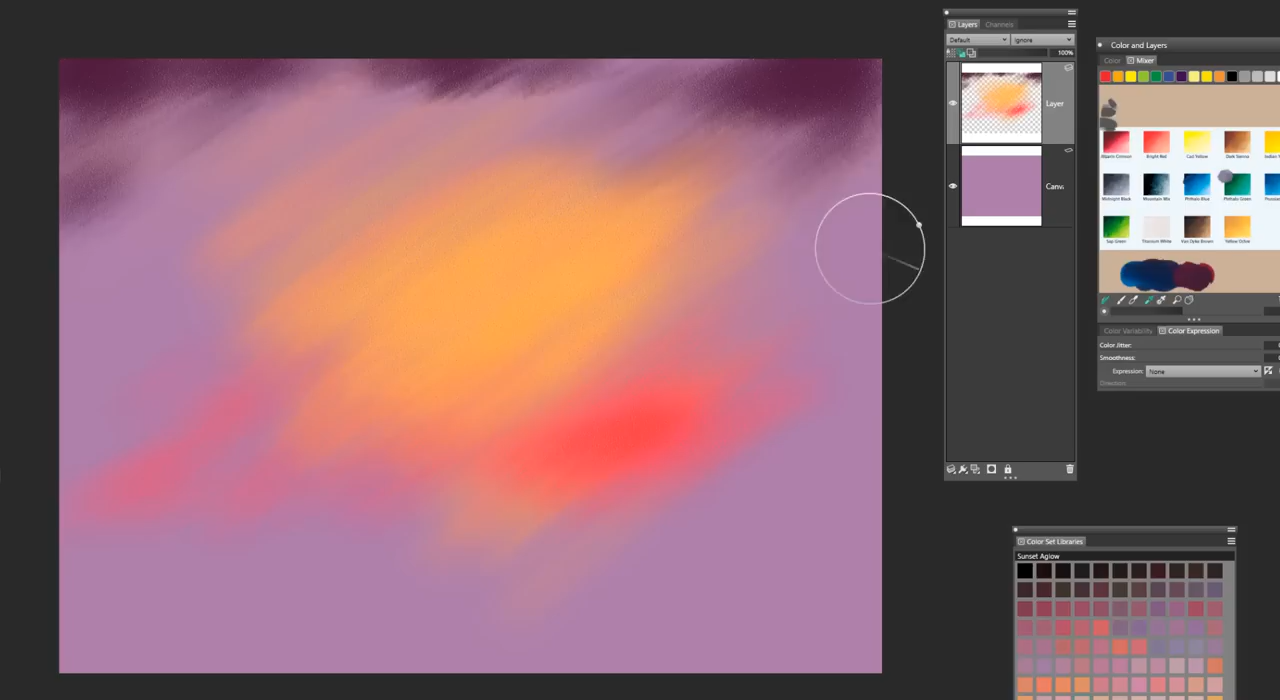 Layers Channels
Default Ignore
100%
Layer
Canv
Color and Layers
Color Mixer
Alizarin Crimson Bright Red Cad Yellow Dark Sienna
Midnight Black Mountain Mix Phthalo Blue Phthalo Green
Sap Green Titanium White Van Dyke Brown Yellow Ochre
Color Variability Color Expression
Color Jitter:
Smoothness:
Expression: None
Direction:
Color Set Libraries
Sunset Aglow